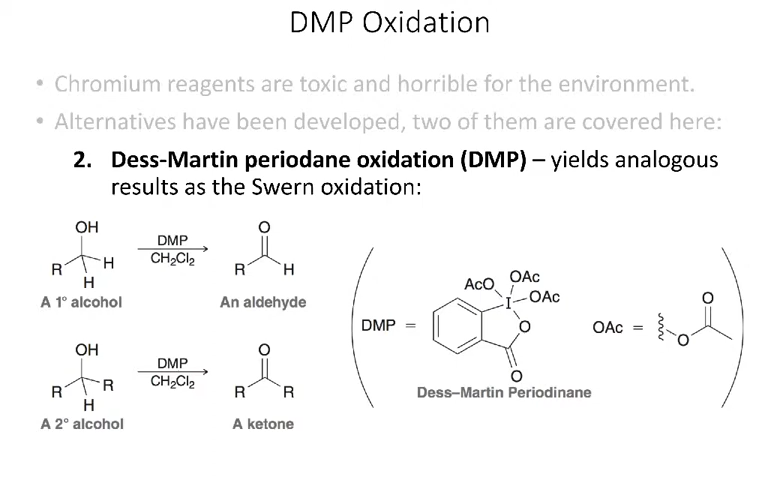 DMP Oxidation
• Chromium reagents are toxic and horrible for the environment.
• Alternatives have been developed, two of them are covered here:
2. Dess-Martin periodane oxidation (DMP) – yields analogous
results as the Swern oxidation:
OH
R
H
H
A 1° alcohol
DMP
CH₂Cl₂
O
R
H
An aldehyde
OH
R
R
H
A 2° alcohol
DMP
CH₂Cl₂
O
R
R
A ketone
DMP =
AcO
OAc
I
OAc
O
O
Dess–Martin Periodinane
OAc =
O
O